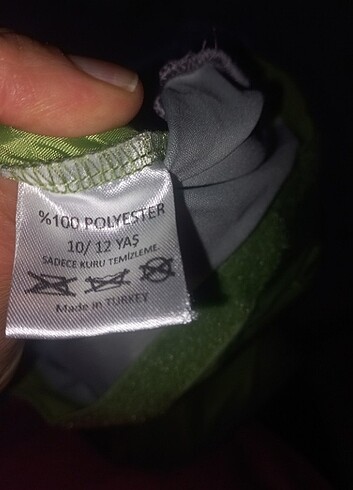 %100 POLYESTER
10/ 12 YAŞ
SADECE KURU TEMİZLEME.
Made in TURKEY